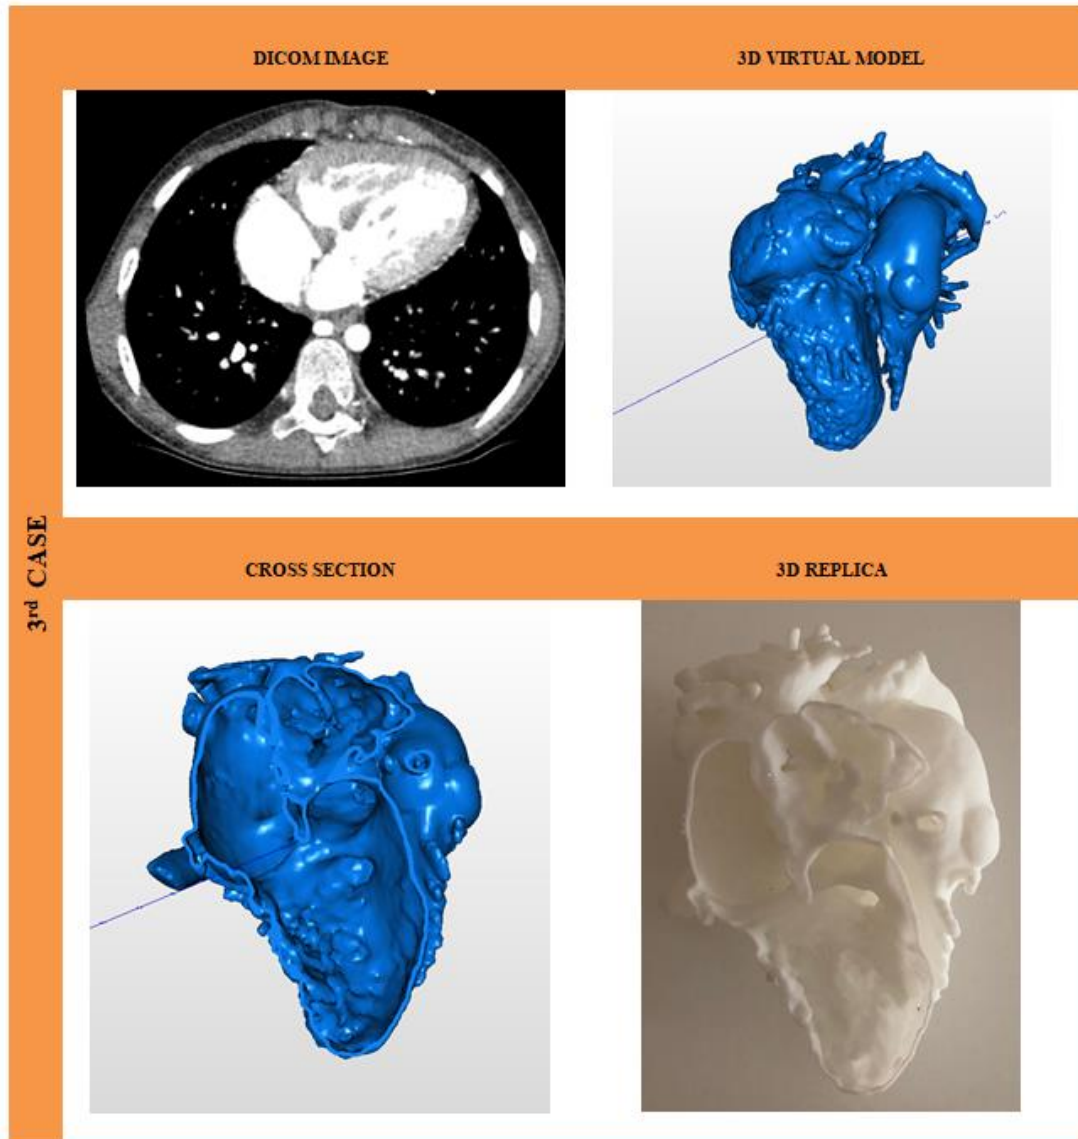 DICOM IMAGE
3D VIRTUAL MODEL
3rd CASE
CROSS SECTION
3D REPLICA